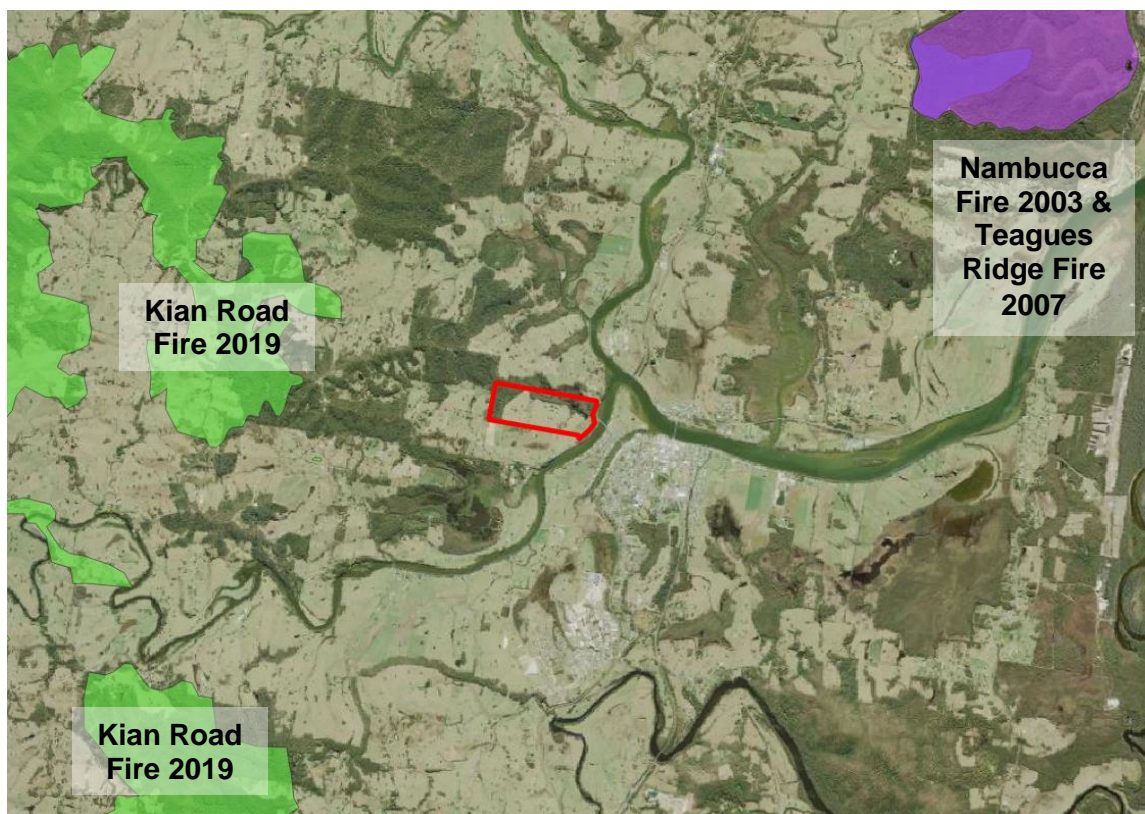 Nambucca
Fire 2003 &
Teagues
Ridge Fire
2007
Kian Road
Fire 2019
Kian Road
Fire 2019